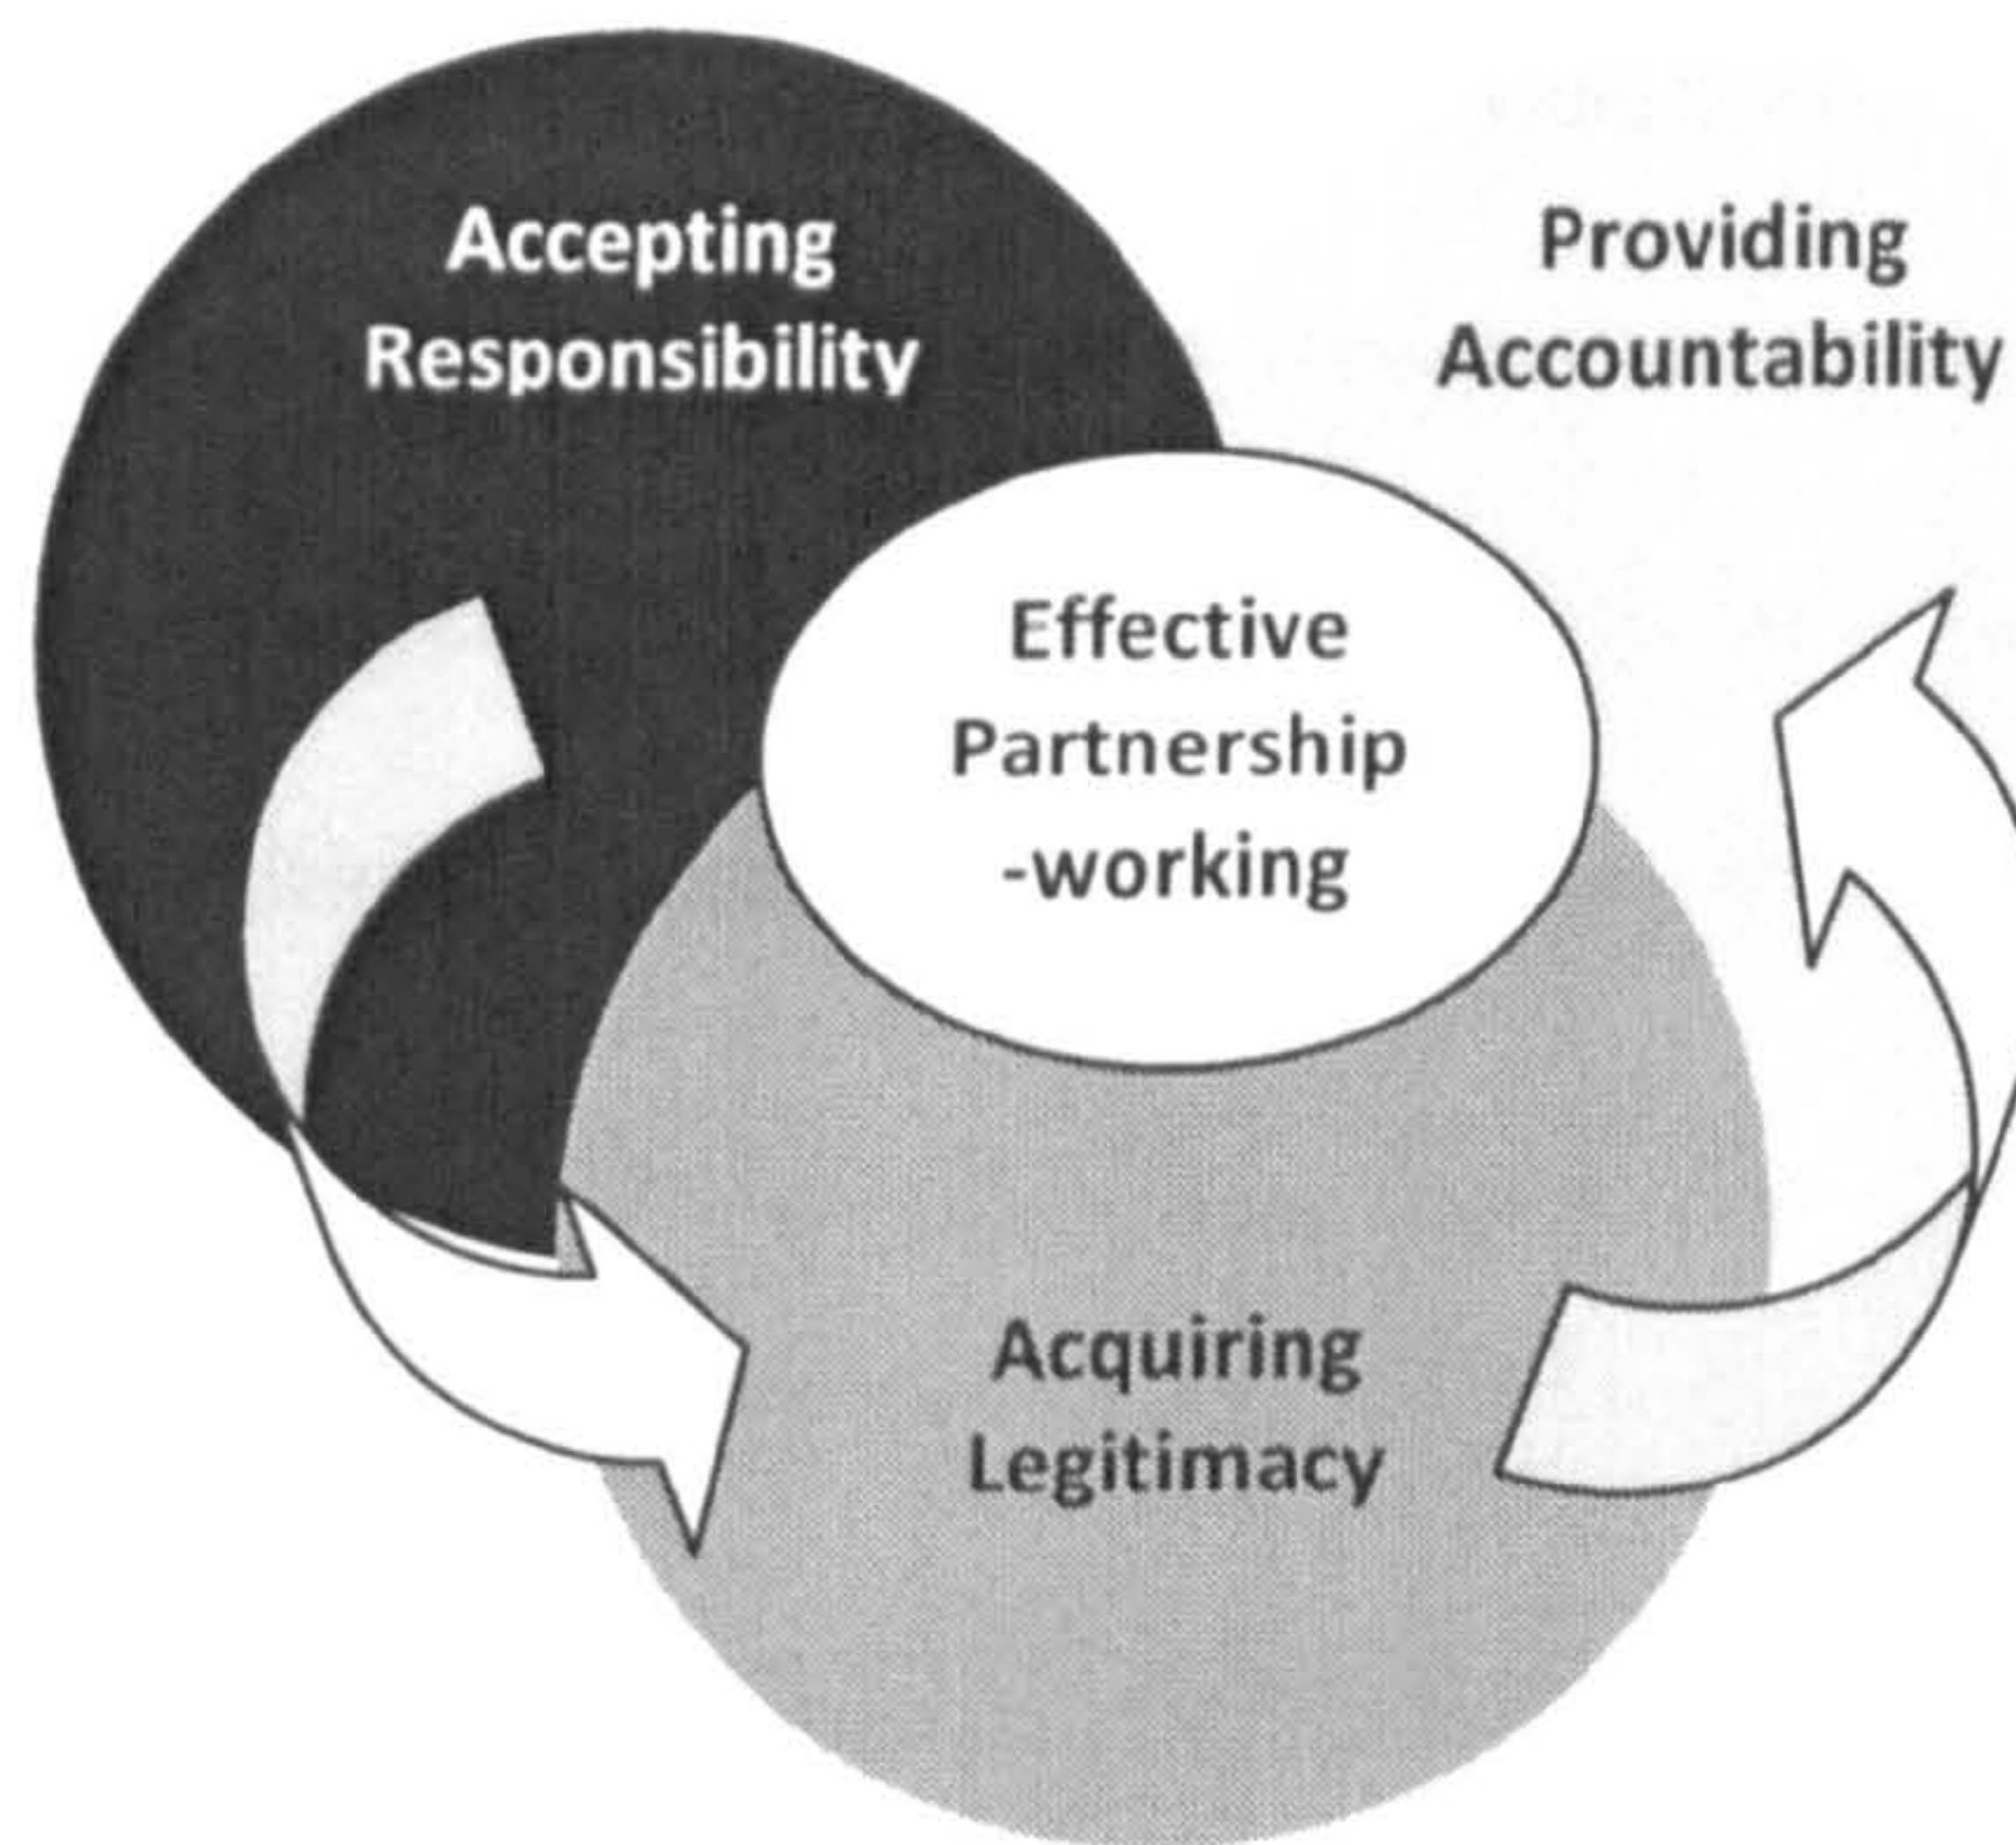 Accepting
Responsibility
Providing
Accountability
Effective
Partnership
-working
Acquiring
Legitimacy